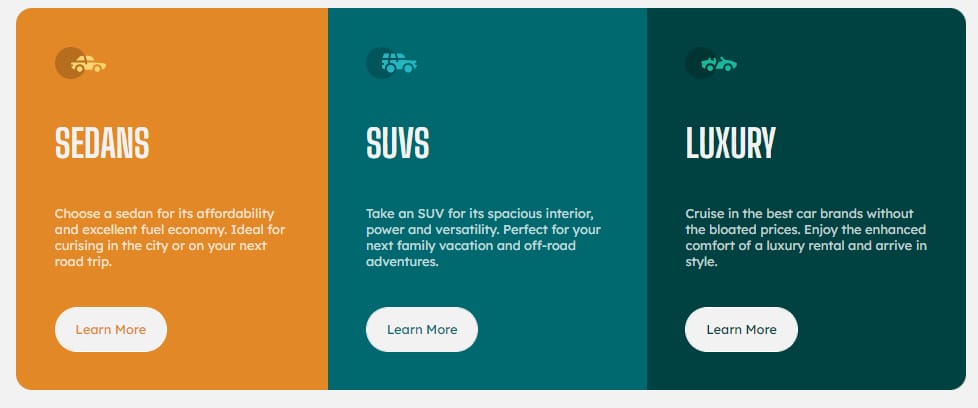 SEDANS
Choose a sedan for its affordability
and excellent fuel economy. Ideal for
curising in the city or on your next
road trip.
Learn More
SUVS
Take an SUV for its spacious interior,
power and versatility. Perfect for your
next family vacation and off-road
adventures.
Learn More
LUXURY
Cruise in the best car brands without
the bloated prices. Enjoy the enhanced
comfort of a luxury rental and arrive in
style.
Learn More